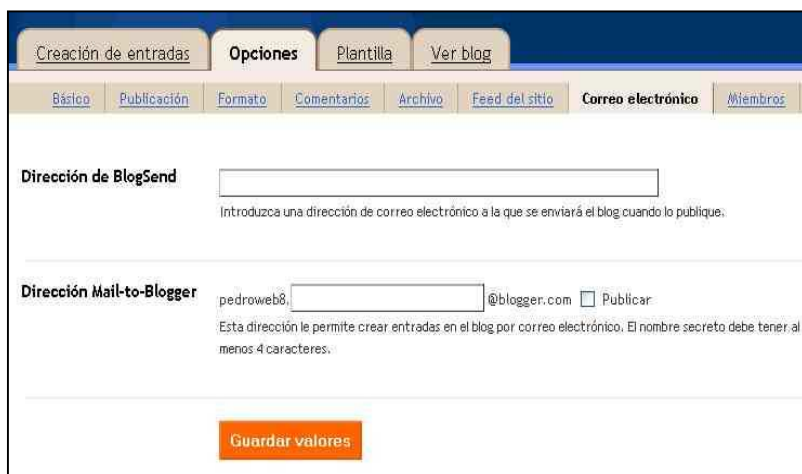 Creación de entradas Opciones Plantilla Ver blog
Básico Publicación Formato Comentarios Archivo Feed del sitio Correo electrónico Miembros
Dirección de BlogSend
Introduzca una dirección de correo electrónico a la que se enviará el blog cuando lo publique.
Dirección Mail-to-Blogger pedroweb8. @blogger.com Publicar
Esta dirección le permite crear entradas en el blog por correo electrónico. El nombre secreto debe tener al
menos 4 caracteres.
Guardar valores